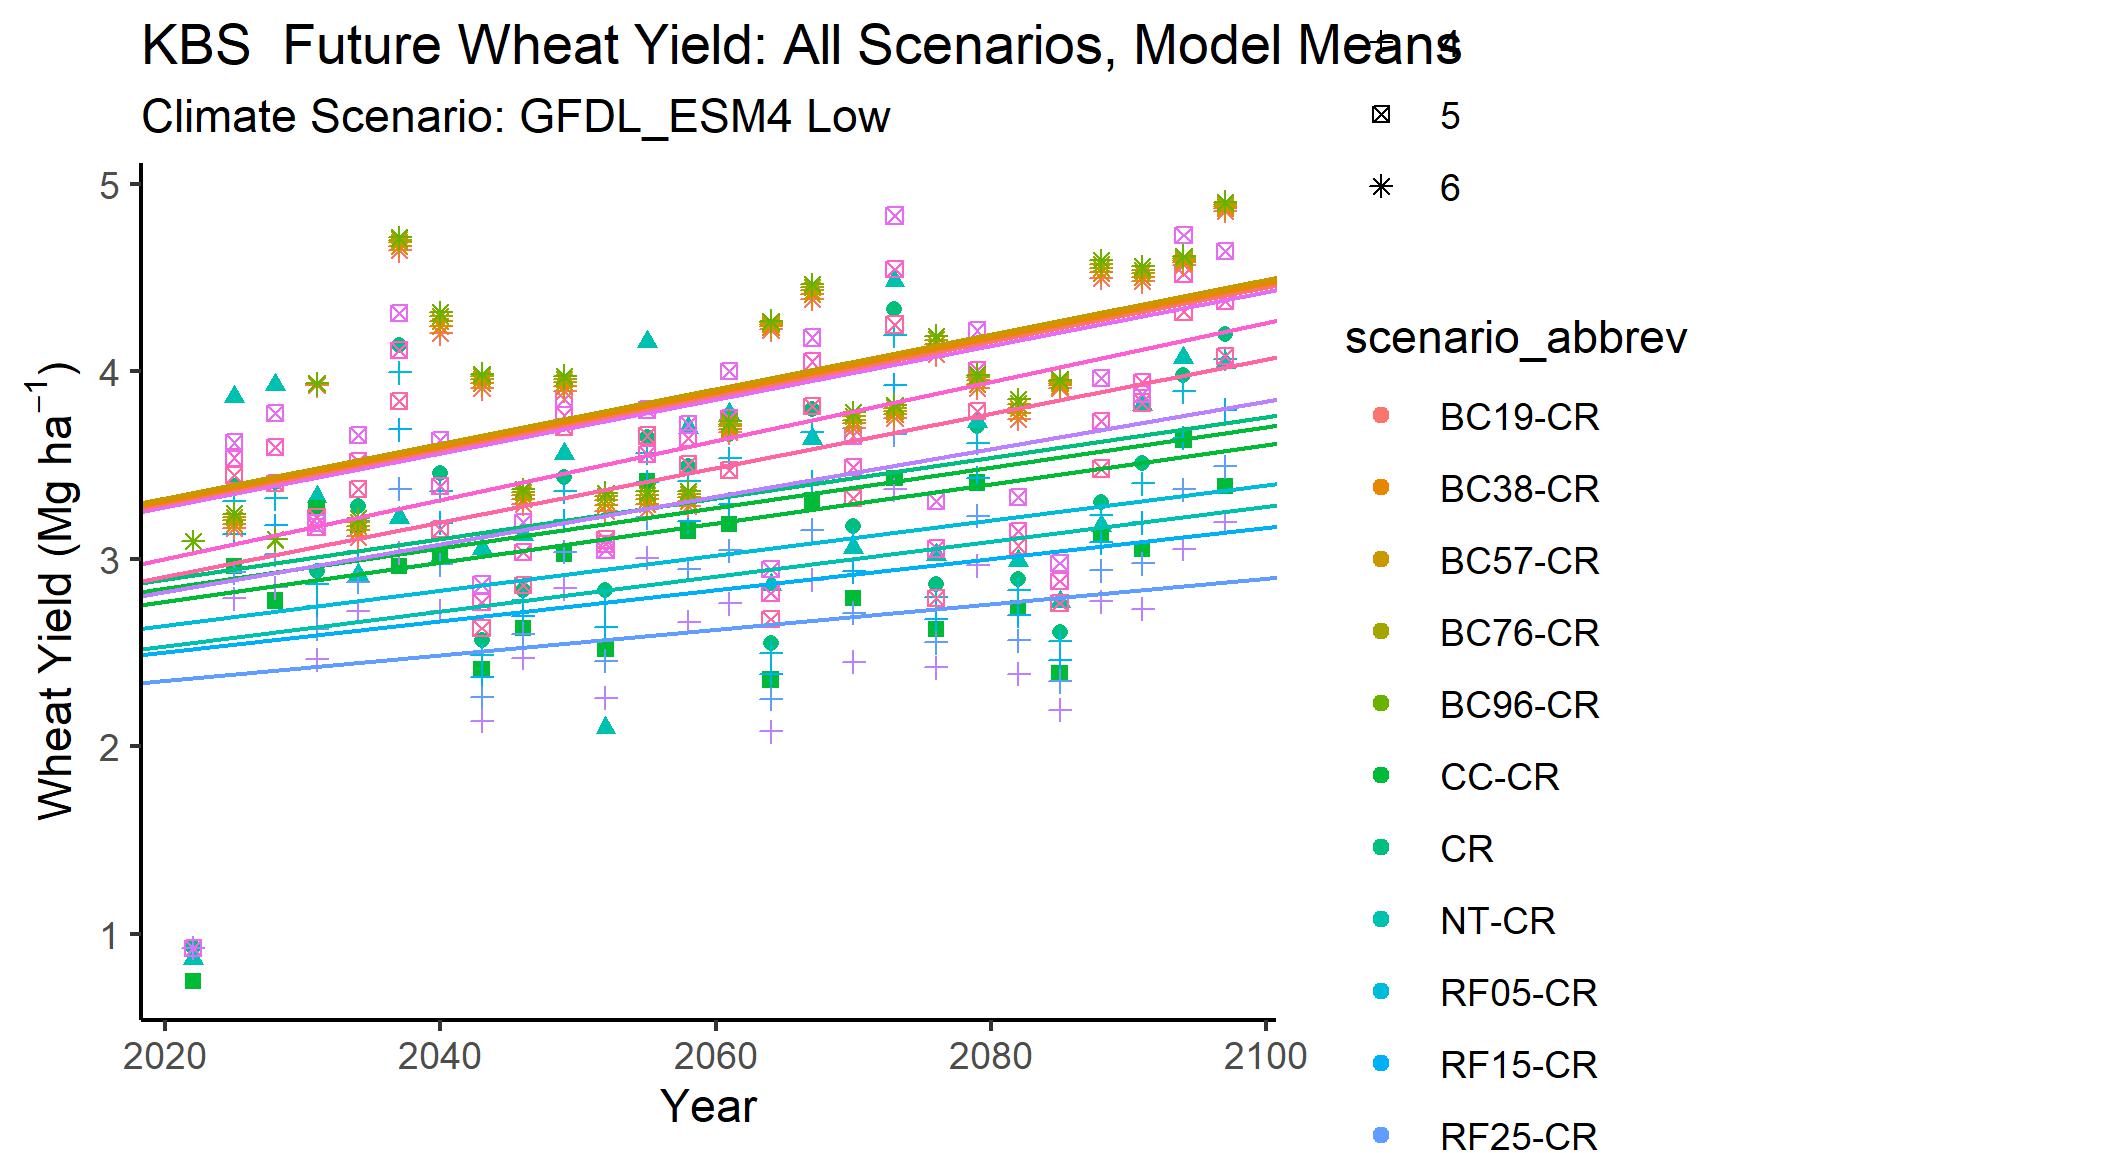 KBS  Future Wheat Yield: All Scenarios, Model Means
Climate Scenario: GFDL_ESM4 Low
4
5
6
5
4
3
2
1
Wheat Yield (Mg ha⁻¹)
2020 2040 2060 2080 2100
Year
scenario_abbrev
BC19-CR
BC38-CR
BC57-CR
BC76-CR
BC96-CR
CC-CR
CR
NT-CR
RF05-CR
RF15-CR
RF25-CR